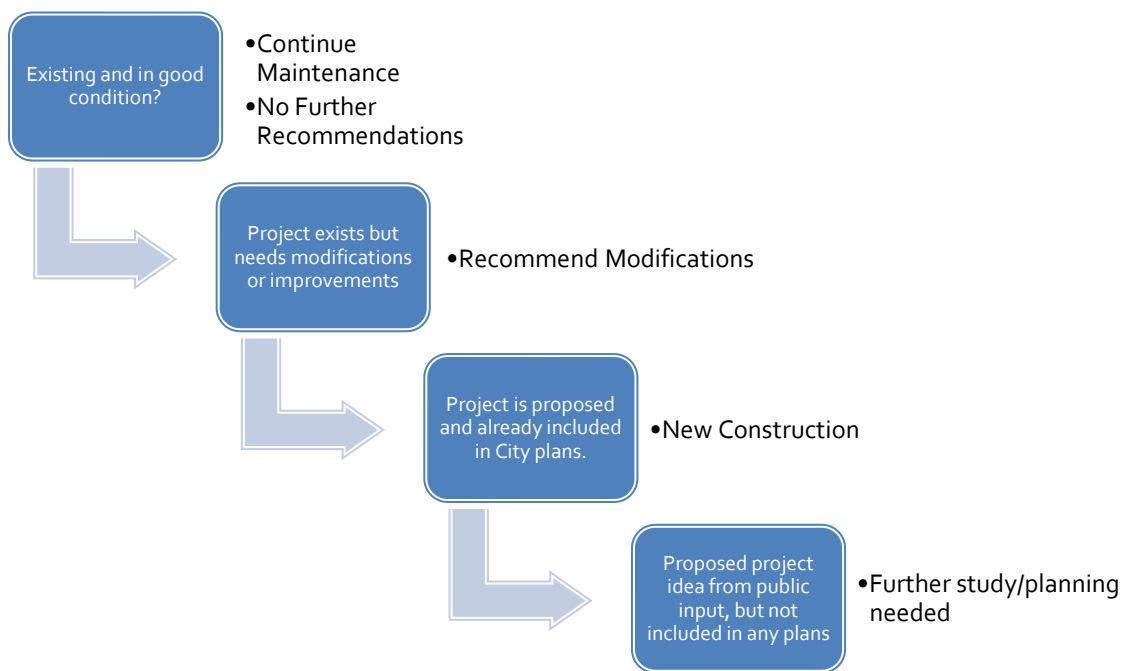 Existing and in good
condition?
•Continue
Maintenance
•No Further
Recommendations
Project exists but
needs modifications
or improvements
•Recommend Modifications
Project is proposed
and already included
in City plans.
•New Construction
Proposed project
idea from public
input, but not
included in any plans
•Further study/planning
needed